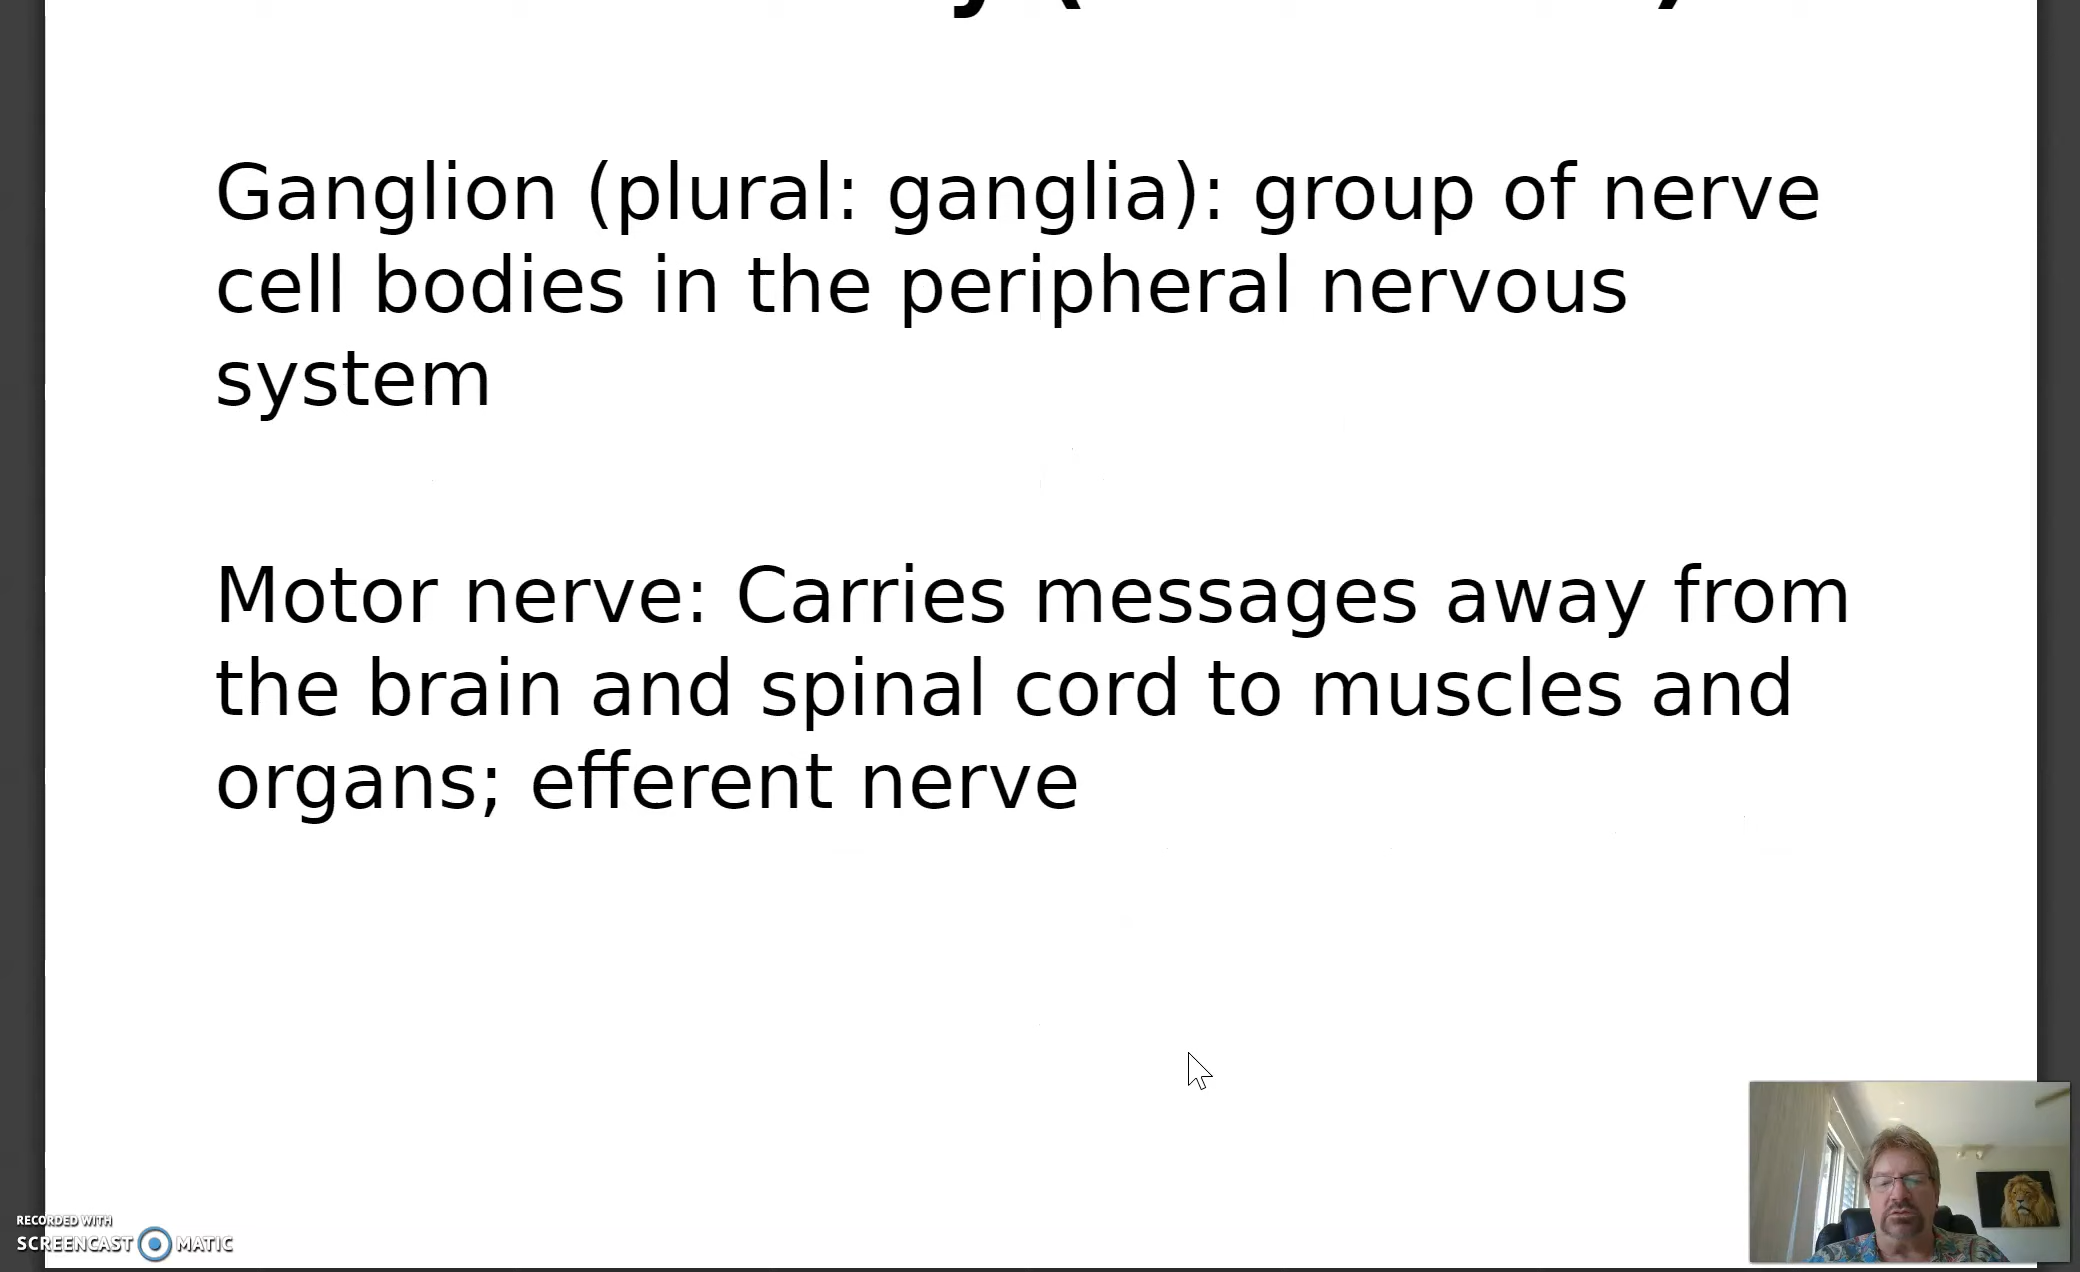 Ganglion (plural: ganglia): group of nerve
cell bodies in the peripheral nervous
system
Motor nerve: Carries messages away from
the brain and spinal cord to muscles and
organs; efferent nerve
RECORDED WITH
SCREENCAST MATIC